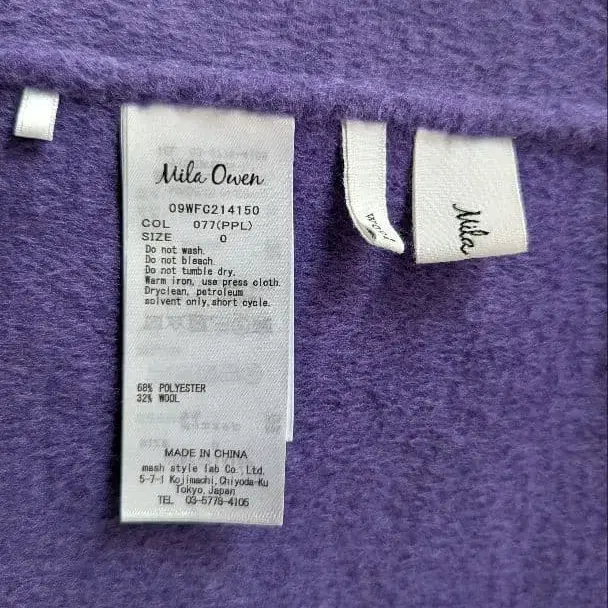 Mila Owen
09WFC214150
COL 077(PPL)
SIZE 0
Do not wash.
Do not bleach.
Do not tumble dry.
Warm iron, use press cloth.
Dryclean, petroleum
solvent only, short cycle.
68% POLYESTER
32% WOOL
MADE IN CHINA
mash style lab Co., Ltd.
5-7-1 Kojimachi, Chiyoda-Ku
Tokyo, Japan
TEL 03-5778-4105
Mila